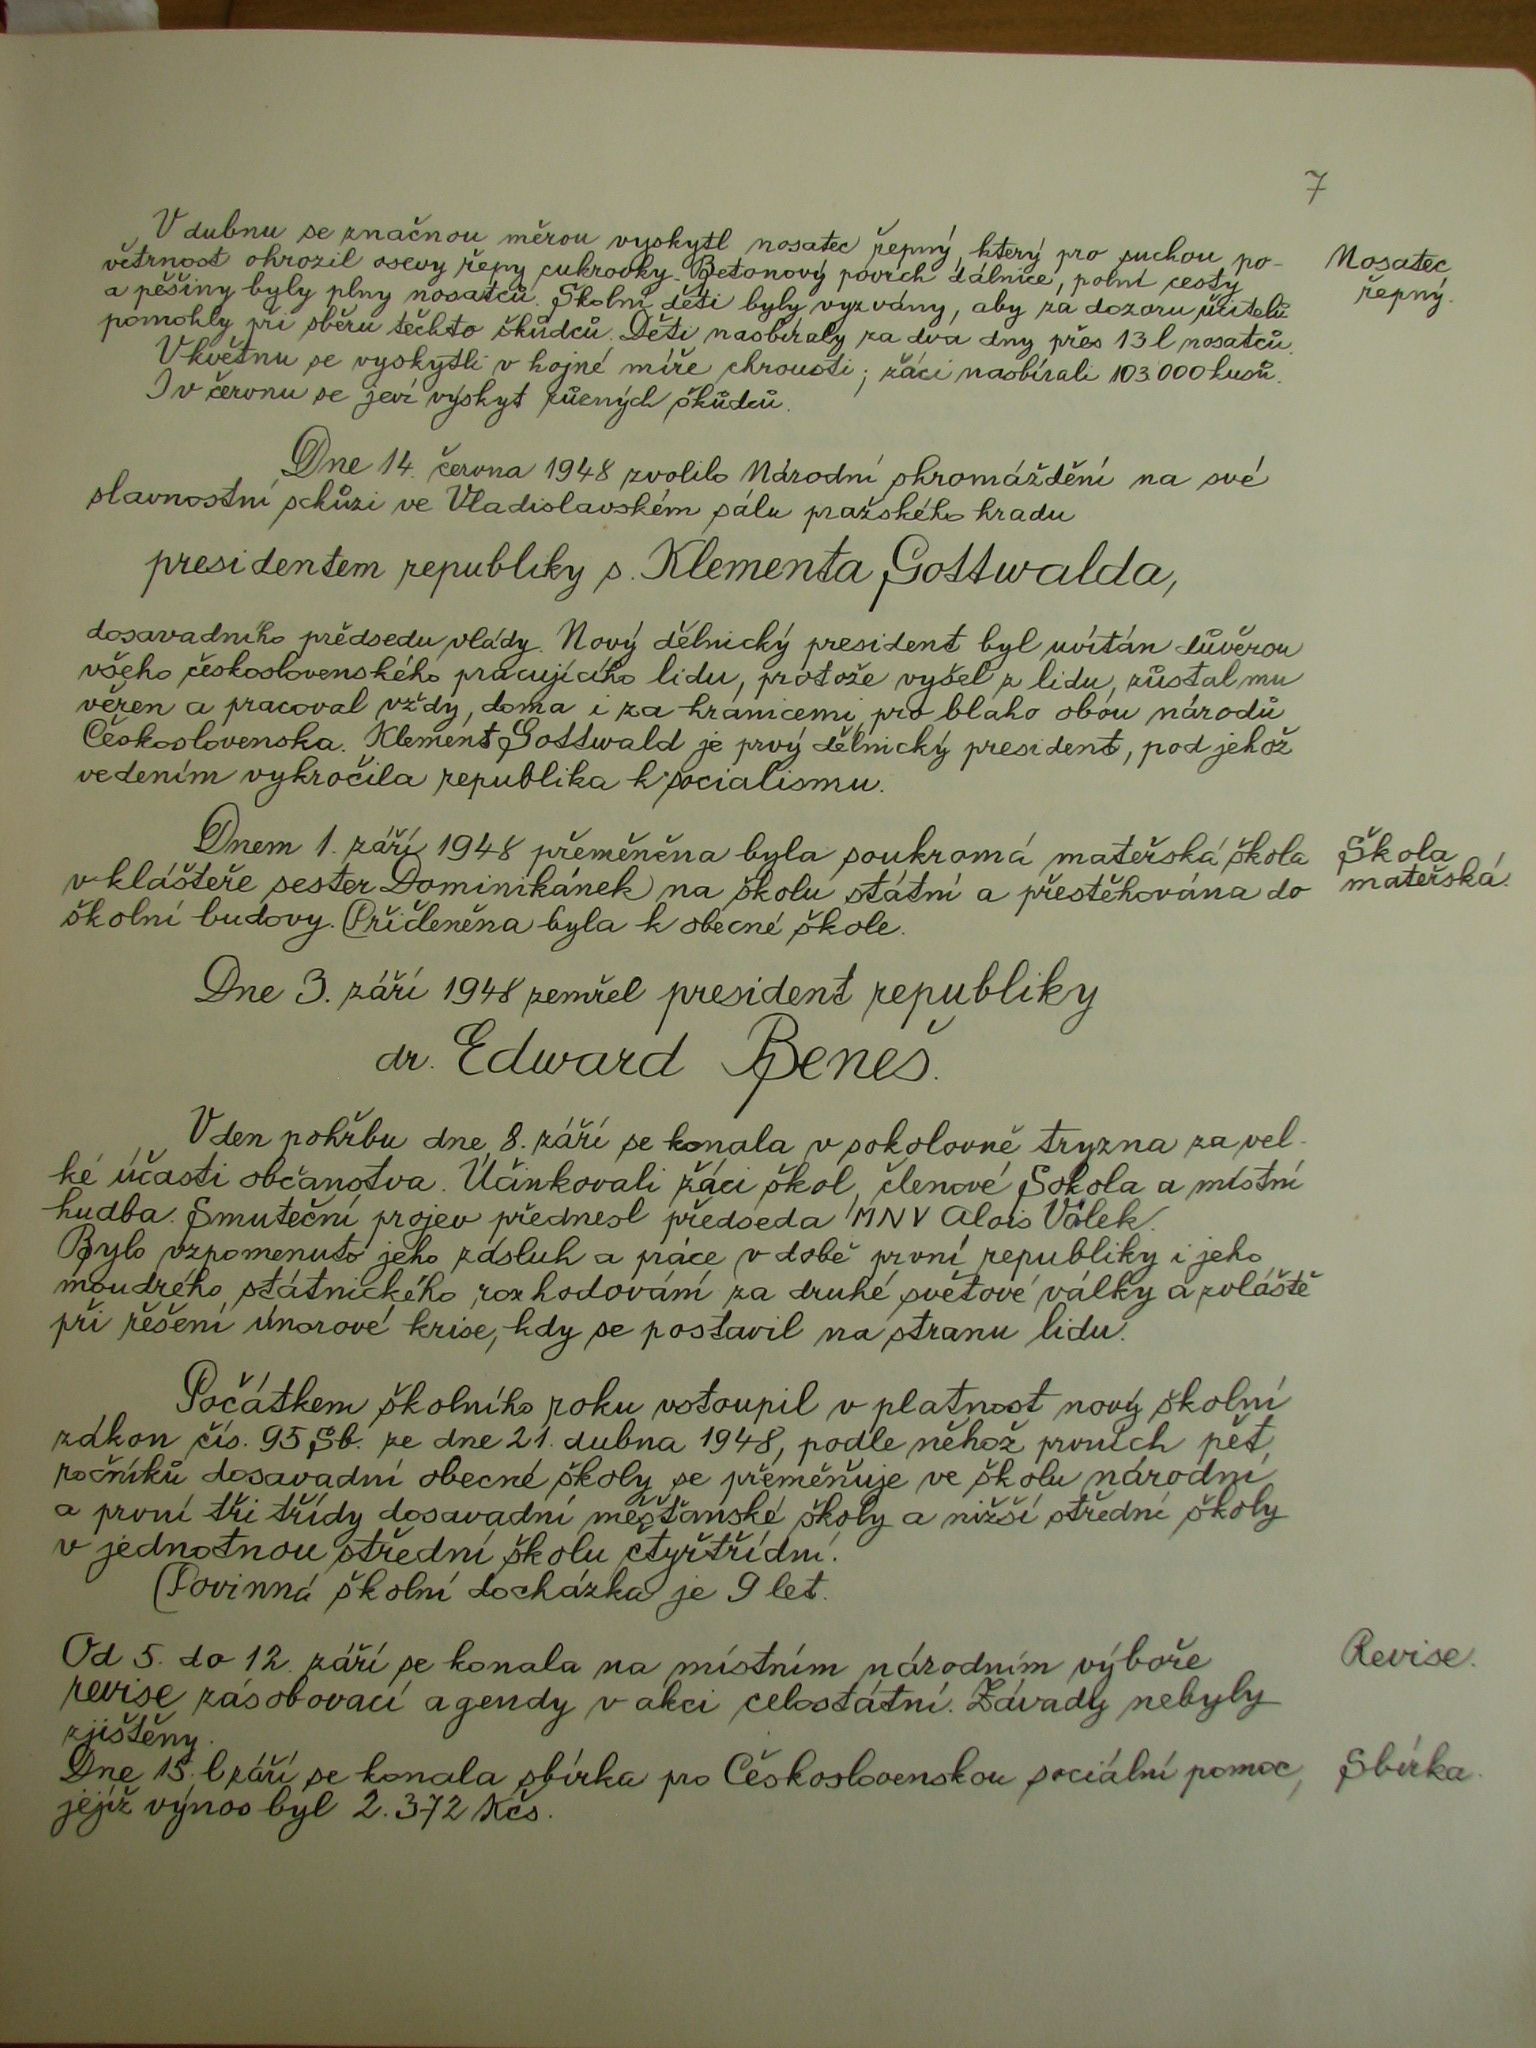 7
V dubnu se značnou měrou vyskytl nosatec řepný, který pro suchou po-
větrnost ohrozil osevy řepy cukrovky. Betonový povrch dálnice, polní cesty
a pěšiny byly plny nosatců. Školní děti byly vyzvány, aby za dozoru učitelů
pomohly při sběru těchto škůdců. Děti nasbíraly za dva dny přes 13 l nosatců.
Nosatec
řepný.
V květnu se vyskytli v hojné míře chrousti; žáci nasbírali 103.000 kusů.
I v červnu se jeví výskyt různých škůdců.
Dne 14. června 1948 zvolilo Národní shromáždění na své
slavnostní schůzi ve Vladislavském sálu pražského hradu
presidentem republiky s. Klementa Gottwalda,
dosavadního předsedu vlády. Nový dělnický president byl uvítán důvěrou
všeho československého pracujícího lidu, protože vyšel z lidu, zůstal mu
věren a pracoval vždy, doma i za hranicemi, pro blaho obou národů
Československa. Klement Gottwald je prvý dělnický president, pod jehož
vedením vykročila republika k socialismu.
Dnem 1. září 1948 přeměněna byla soukromá mateřská škola
v klášteře sester Dominikánek na školu státní a přestěhována do
školní budovy. Přičleněna byla k obecné škole.
Škola
mateřská.
Dne 3. září 1948 zemřel president republiky
dr. Edward Beneš.
V den pohřbu dne 8. září se konala v sokolovně tryzna za vel-
ké účasti občanstva. Účinkovali žáci škol, členové Sokola a místní
hudba. Smuteční projev přednesl předseda MNV Alois Válek.
Bylo vzpomenuto jeho zásluh a práce v době první republiky i jeho
moudrého státnického rozhodování za druhé světové války a zvláště
při řešení únorové krise, kdy se postavil na stranu lidu.
Počátkem školního roku vstoupil v platnost nový školní
zákon čís. 95 Sb. ze dne 21. dubna 1948, podle něhož prvních pět
ročníků dosavadní obecné školy se přeměňuje ve školu národní
a první tři třídy dosavadní měšťanské školy a nižší střední školy
v jednotnou střední školu čtyřtřídní.
Povinná školní docházka je 9 let.
Od 5. do 12. září se konala na místním národním výboře
revise zásobovací agendy v akci celostátní. Závady nebyly
zjištěny.
Revise.
Dne 15. září se konala sbírka pro Československou sociální pomoc,
jejíž výnos byl 2.372 Kčs.
Sbírka.